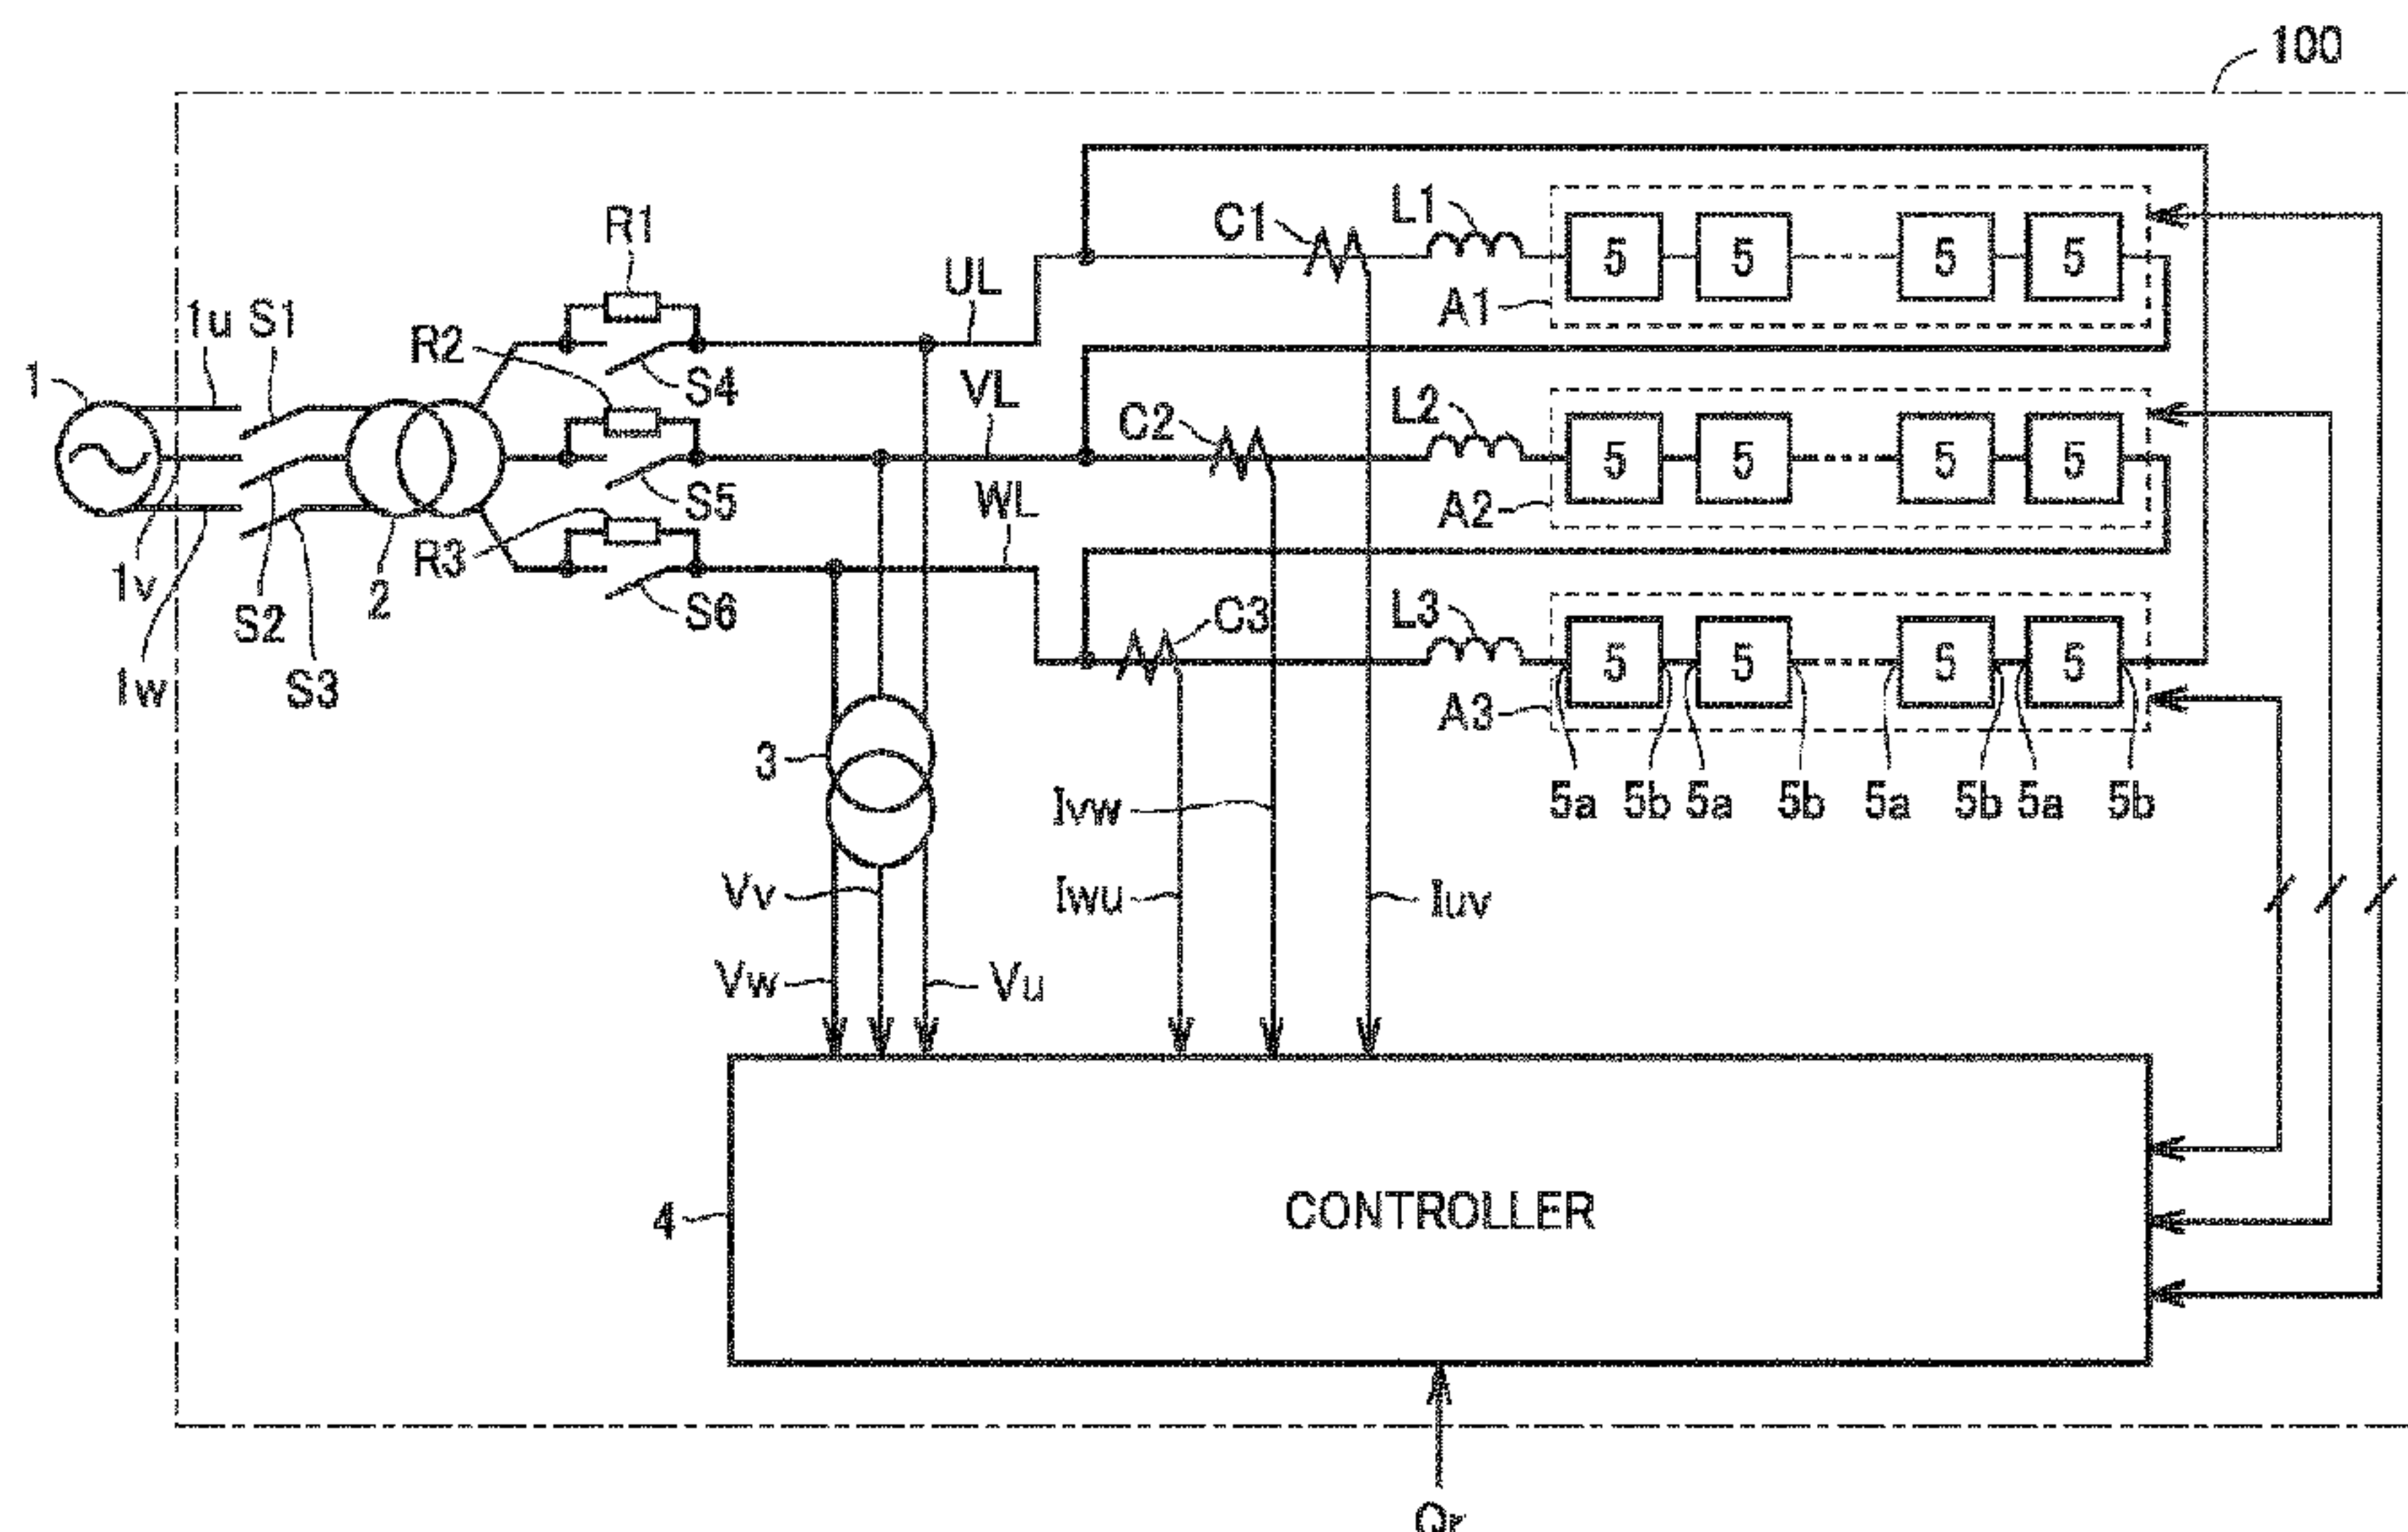 100
R1
C1
L1
5 5 5 5
1u S1
UL
A1
R2
1
S4
VL
C2
L2
5 5 5 5
S5
WL
A2
1v
R3
2
S2
S6
C3
L3
5 5 5 5
1w
S3
A3
3
Ivw
5a 5b 5a 5b 5a 5b 5a 5b
Vv
Iwu
Iuv
Vw
Vu
4
CONTROLLER
Qr